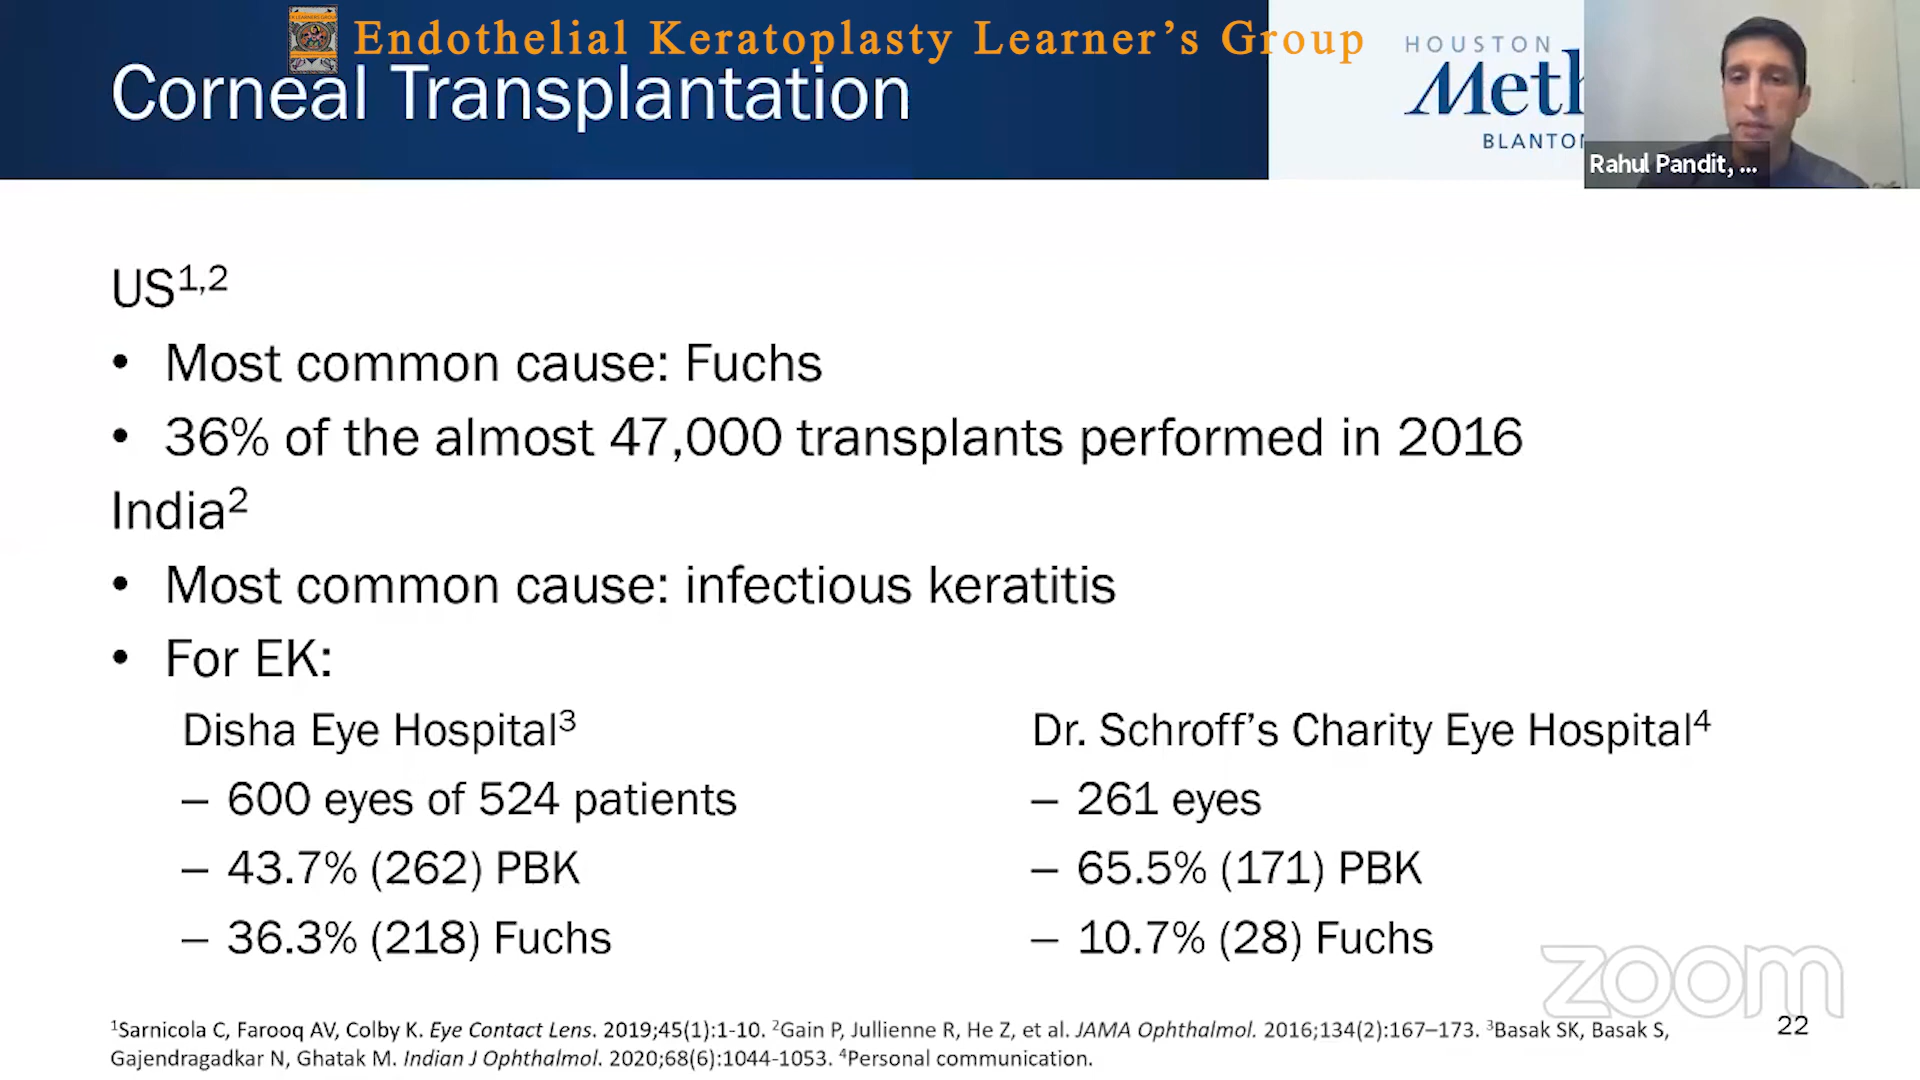 Endothelial Keratoplasty Learner's Group
Corneal Transplantation
HOUSTON
BLANTO
Rahul Pandit, ...
US1,2
• Most common cause: Fuchs
• 36% of the almost 47,000 transplants performed in 2016
India2
• Most common cause: infectious keratitis
• For EK:
Disha Eye Hospital3
– 600 eyes of 524 patients
– 43.7% (262) PBK
– 36.3% (218) Fuchs
Dr. Schroff's Charity Eye Hospital4
– 261 eyes
– 65.5% (171) PBK
– 10.7% (28) Fuchs
zoom
1Sarnicola C, Farooq AV, Colby K. Eye Contact Lens. 2019;45(1):1-10. 2Gain P, Jullienne R, He Z, et al. JAMA Ophthalmol. 2016;134(2):167–173. 3Basak SK, Basak S,
Gajendragadkar N, Ghatak M. Indian J Ophthalmol. 2020;68(6):1044-1053. 4Personal communication.
22